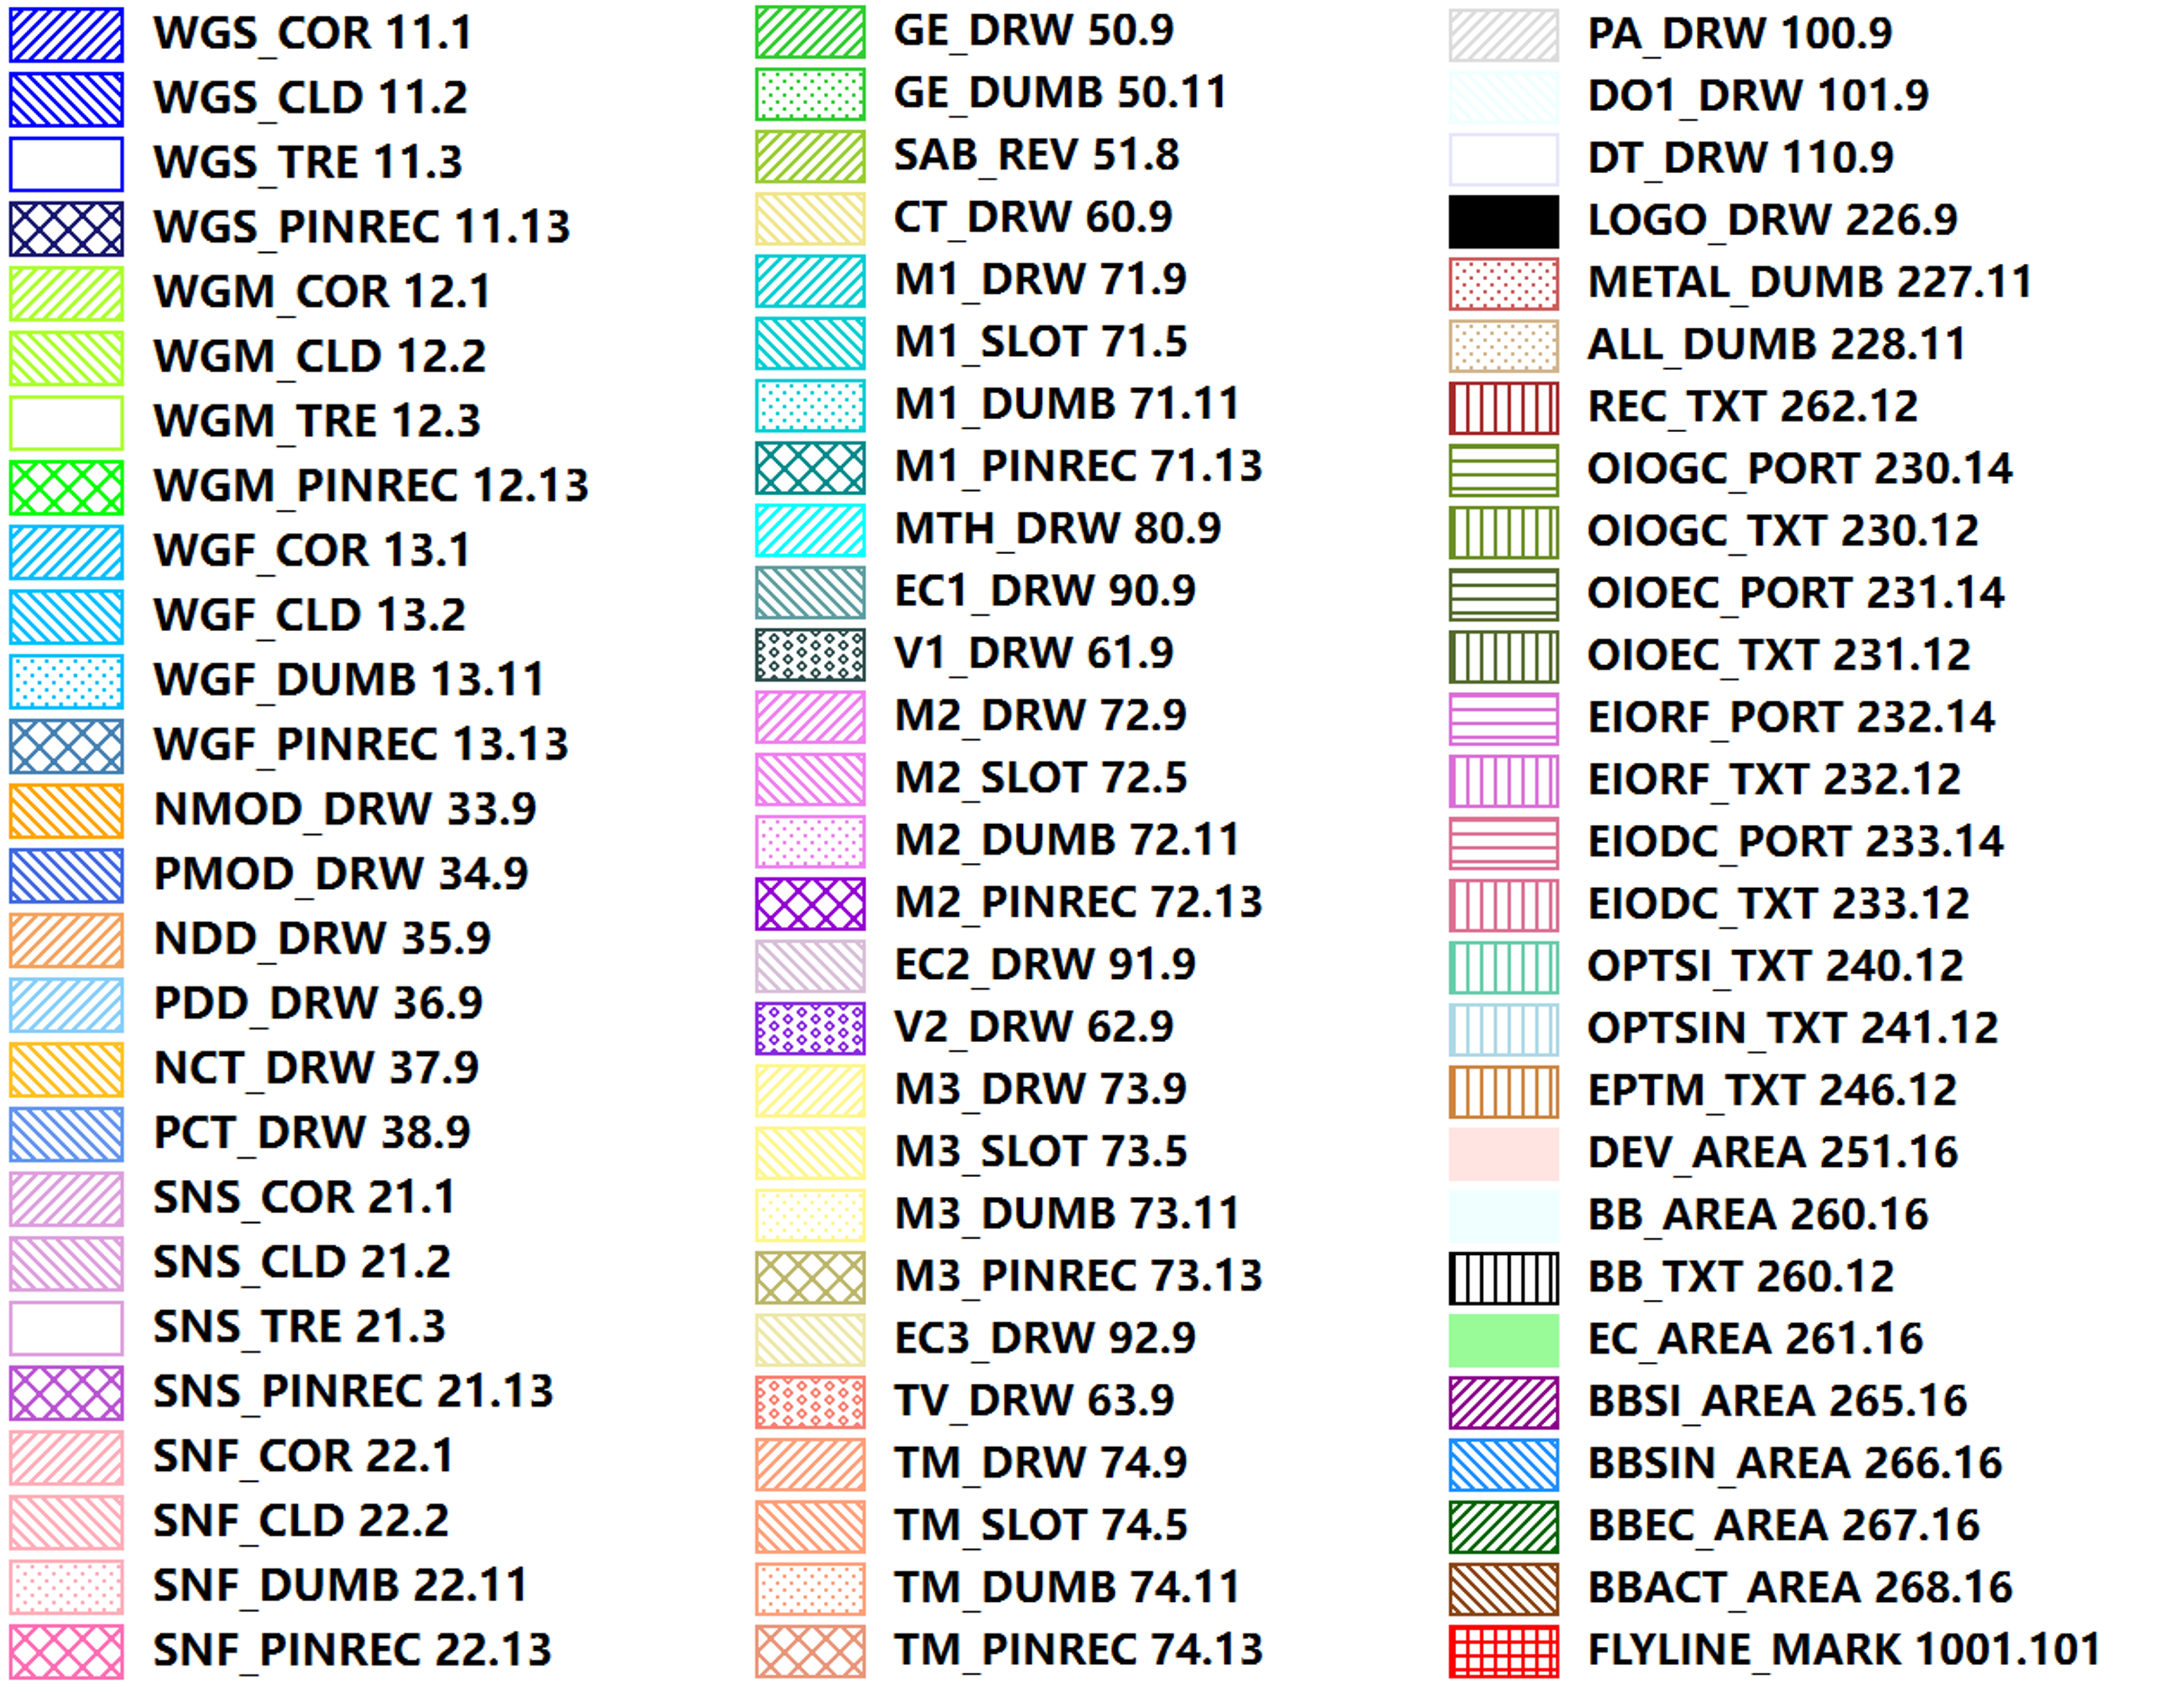 WGS_COR 11.1
WGS_CLD 11.2
WGS_TRE 11.3
WGS_PINREC 11.13
WGM_COR 12.1
WGM_CLD 12.2
WGM_TRE 12.3
WGM_PINREC 12.13
WGF_COR 13.1
WGF_CLD 13.2
WGF_DUMB 13.11
WGF_PINREC 13.13
NMOD_DRW 33.9
PMOD_DRW 34.9
NDD_DRW 35.9
PDD_DRW 36.9
NCT_DRW 37.9
PCT_DRW 38.9
SNS_COR 21.1
SNS_CLD 21.2
SNS_TRE 21.3
SNS_PINREC 21.13
SNF_COR 22.1
SNF_CLD 22.2
SNF_DUMB 22.11
SNF_PINREC 22.13
GE_DRW 50.9
GE_DUMB 50.11
SAB_REV 51.8
CT_DRW 60.9
M1_DRW 71.9
M1_SLOT 71.5
M1_DUMB 71.11
M1_PINREC 71.13
MTH_DRW 80.9
EC1_DRW 90.9
V1_DRW 61.9
M2_DRW 72.9
M2_SLOT 72.5
M2_DUMB 72.11
M2_PINREC 72.13
EC2_DRW 91.9
V2_DRW 62.9
M3_DRW 73.9
M3_SLOT 73.5
M3_DUMB 73.11
M3_PINREC 73.13
EC3_DRW 92.9
TV_DRW 63.9
TM_DRW 74.9
TM_SLOT 74.5
TM_DUMB 74.11
TM_PINREC 74.13
PA_DRW 100.9
DO1_DRW 101.9
DT_DRW 110.9
LOGO_DRW 226.9
METAL_DUMB 227.11
ALL_DUMB 228.11
REC_TXT 262.12
OIOGC_PORT 230.14
OIOGC_TXT 230.12
OIOEC_PORT 231.14
OIOEC_TXT 231.12
EIORF_PORT 232.14
EIORF_TXT 232.12
EIODC_PORT 233.14
EIODC_TXT 233.12
OPTSI_TXT 240.12
OPTSIN_TXT 241.12
EPTM_TXT 246.12
DEV_AREA 251.16
BB_AREA 260.16
BB_TXT 260.12
EC_AREA 261.16
BBSI_AREA 265.16
BBSIN_AREA 266.16
BBEC_AREA 267.16
BBACT_AREA 268.16
FLYLINE_MARK 1001.101